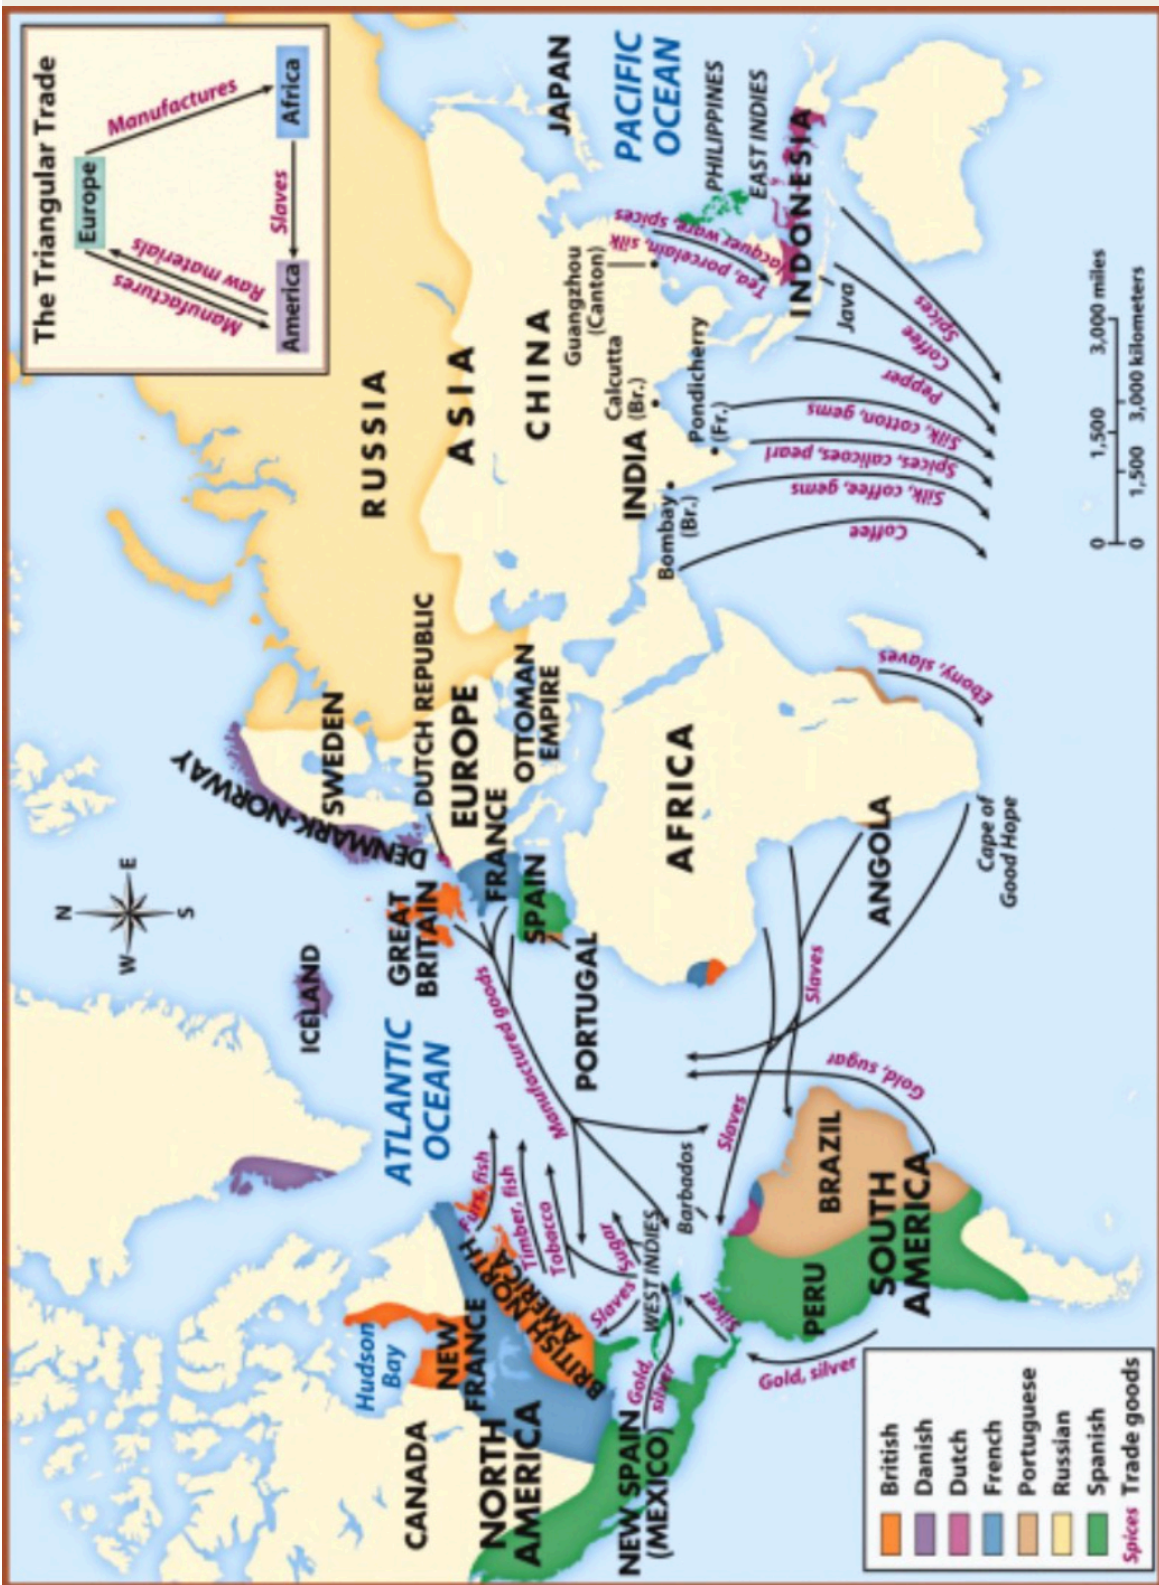 The Triangular Trade
Europe
Manufactures
Africa
Slaves
America
Raw materials
Manufactures
N
W
E
S
RUSSIA
ASIA
CHINA
JAPAN
PACIFIC
OCEAN
PHILIPPINES
EAST INDIES
INDONESIA
Java
Guangzhou
(Canton)
Calcutta
(Br.)
INDIA
Pondicherry
(Fr.)
Bombay
(Br.)
Tea, porcelain, silk,
lacquer ware, spices
Spices
Coffee
Pepper
Silk, cotton, gems
Spices, calicoes, pearl
Silk, coffee, gems
Coffee
DENMARK-NORWAY
SWEDEN
DUTCH REPUBLIC
EUROPE
OTTOMAN
EMPIRE
GREAT
BRITAIN
FRANCE
SPAIN
PORTUGAL
ICELAND
ATLANTIC
OCEAN
AFRICA
ANGOLA
Cape of
Good Hope
Ebony, slaves
Slaves
Slaves
Gold, sugar
Manufactured goods
Furs, fish
Timber, fish
Tobacco
Sugar
Slaves
Hudson
Bay
CANADA
NEW
FRANCE
NORTH
AMERICA
BRITISH NORTH
AMERICA
NEW SPAIN
(MEXICO)
Gold,
silver
WEST INDIES
Barbados
Silver
Gold, silver
PERU
BRAZIL
SOUTH
AMERICA
British
Danish
Dutch
French
Portuguese
Russian
Spanish
Spices Trade goods
0 1,500 3,000 miles
0 1,500 3,000 kilometers